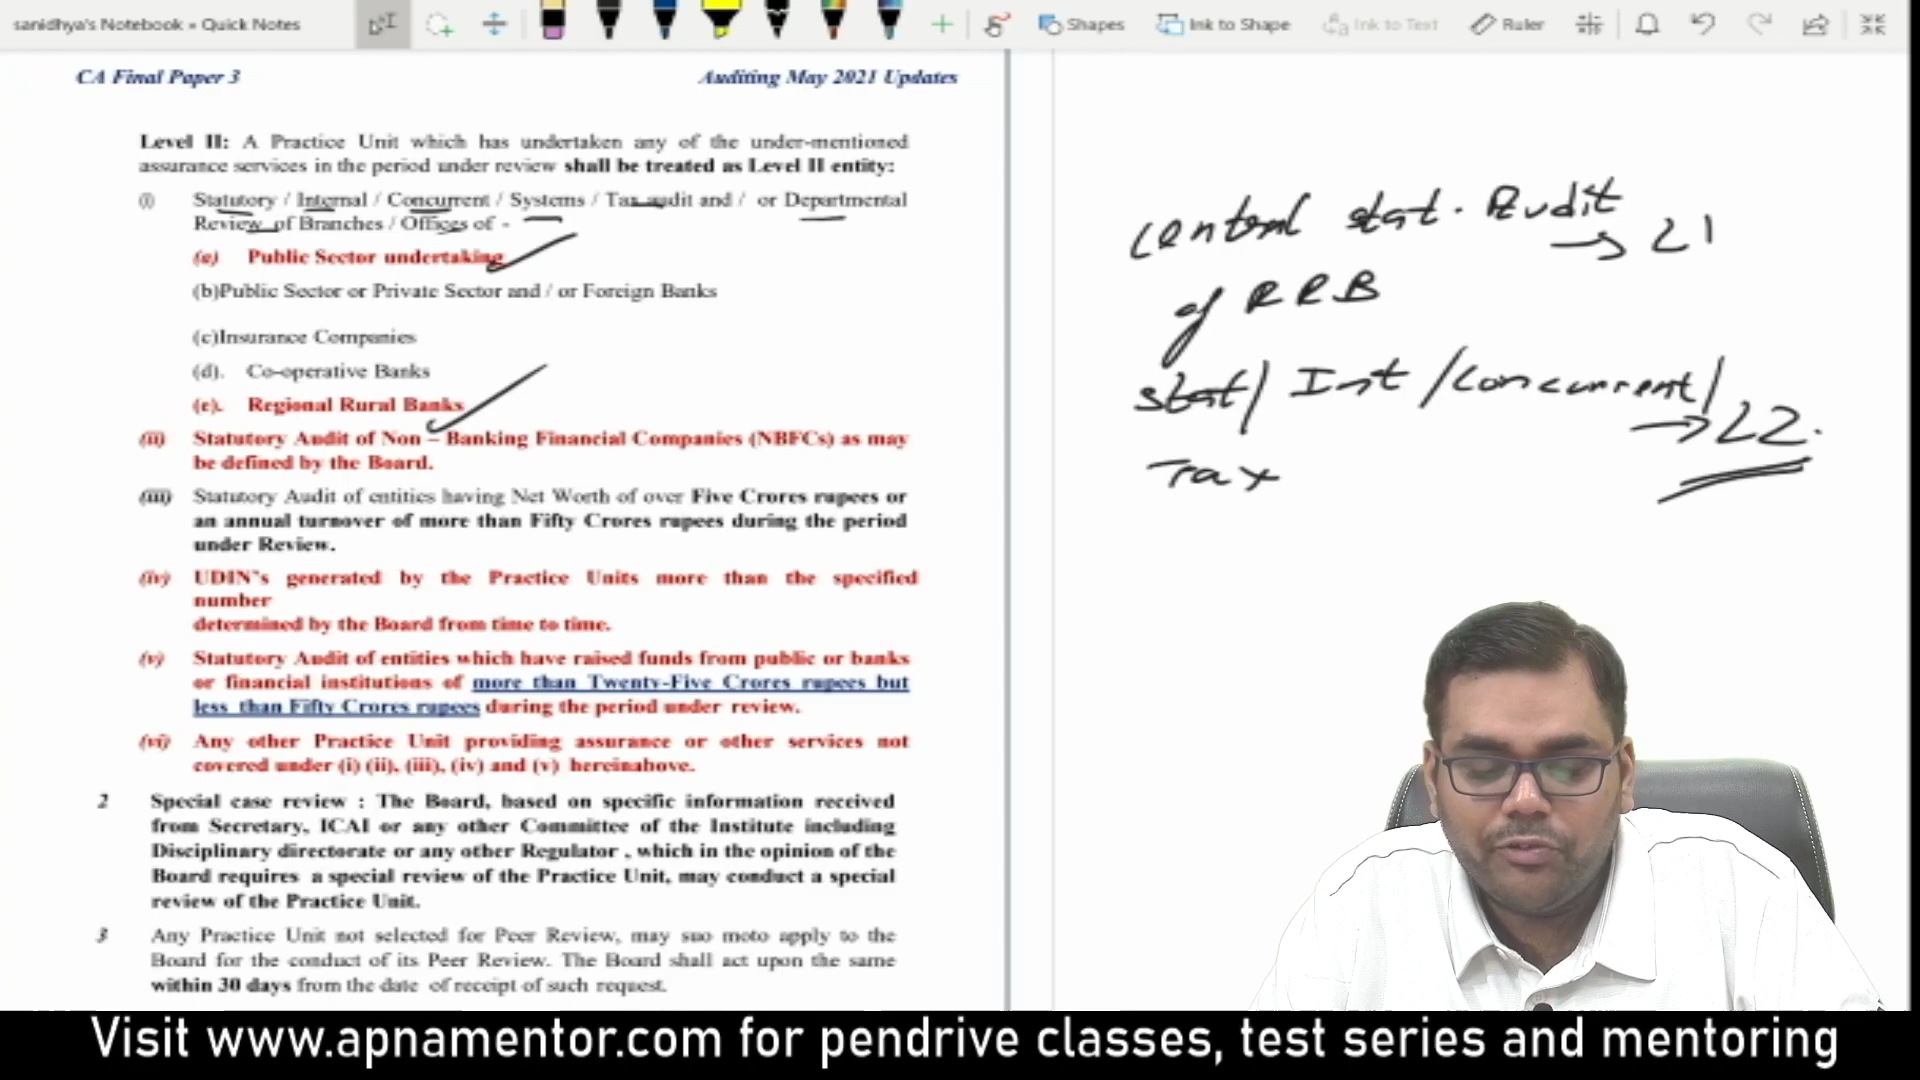 sanidhya's Notebook » Quick Notes
Shapes
Ink to Shape
Ink to Text
Ruler
CA Final Paper 3
Auditing May 2021 Updates
Level II: A Practice Unit which has undertaken any of the under-mentioned
assurance services in the period under review shall be treated as Level II entity:
(i) Statutory / Internal / Concurrent / Systems / Tax audit and / or Departmental
Review of Branches / Offices of -
(a) Public Sector undertaking
(b)Public Sector or Private Sector and / or Foreign Banks
(c)Insurance Companies
(d). Co-operative Banks
(e). Regional Rural Banks
(ii) Statutory Audit of Non – Banking Financial Companies (NBFCs) as may
be defined by the Board.
(iii) Statutory Audit of entities having Net Worth of over Five Crores rupees or
an annual turnover of more than Fifty Crores rupees during the period
under Review.
(iv) UDIN's generated by the Practice Units more than the specified
number
determined by the Board from time to time.
(v) Statutory Audit of entities which have raised funds from public or banks
or financial institutions of more than Twenty-Five Crores rupees but
less than Fifty Crores rupees during the period under review.
(vi) Any other Practice Unit providing assurance or other services not
covered under (i) (ii), (iii), (iv) and (v) hereinabove.
2 Special case review : The Board, based on specific information received
from Secretary, ICAI or any other Committee of the Institute including
Disciplinary directorate or any other Regulator , which in the opinion of the
Board requires a special review of the Practice Unit, may conduct a special
review of the Practice Unit.
3 Any Practice Unit not selected for Peer Review, may suo moto apply to the
Board for the conduct of its Peer Review. The Board shall act upon the same
within 30 days from the date of receipt of such request.
Central stat. Audit → L1
of RRB
stat/ Int /Concurrent/ → L2.
Tax
Visit www.apnamentor.com for pendrive classes, test series and mentoring